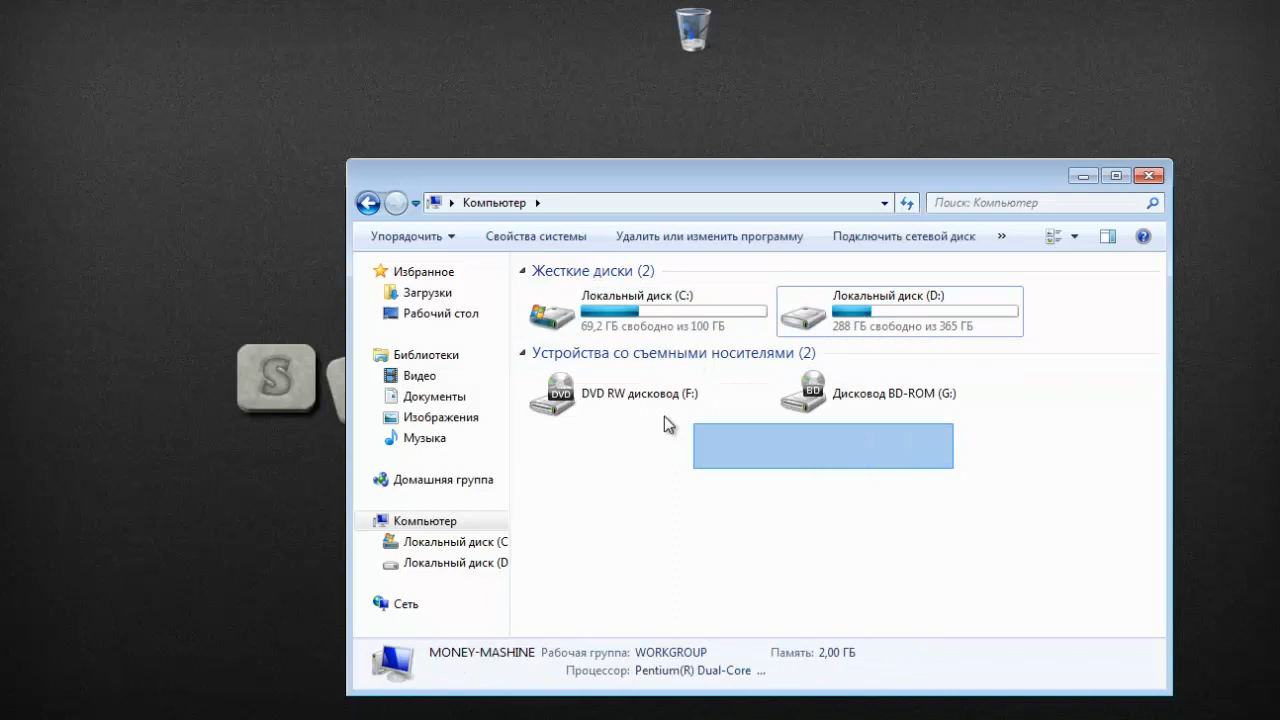 Компьютер
Поиск: Компьютер
Упорядочить
Свойства системы
Удалить или изменить программу
Подключить сетевой диск
»
Избранное
Загрузки
Рабочий стол
Библиотеки
Видео
Документы
Изображения
Музыка
Домашняя группа
Компьютер
Локальный диск (C
Локальный диск (D
Сеть
Жесткие диски (2)
Локальный диск (C:)
69,2 ГБ свободно из 100 ГБ
Локальный диск (D:)
288 ГБ свободно из 365 ГБ
Устройства со съемными носителями (2)
DVD
DVD RW дисковод (F:)
BD
Дисковод BD-ROM (G:)
S
MONEY-MASHINE Рабочая группа: WORKGROUP Память: 2,00 ГБ
Процессор: Pentium(R) Dual-Core ...